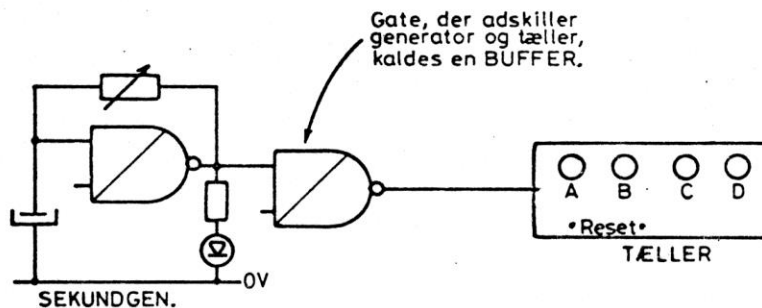 Gate, der adskiller
generator og tæller,
kaldes en BUFFER.
A B C D
•Reset•
TÆLLER
0V
SEKUNDGEN.